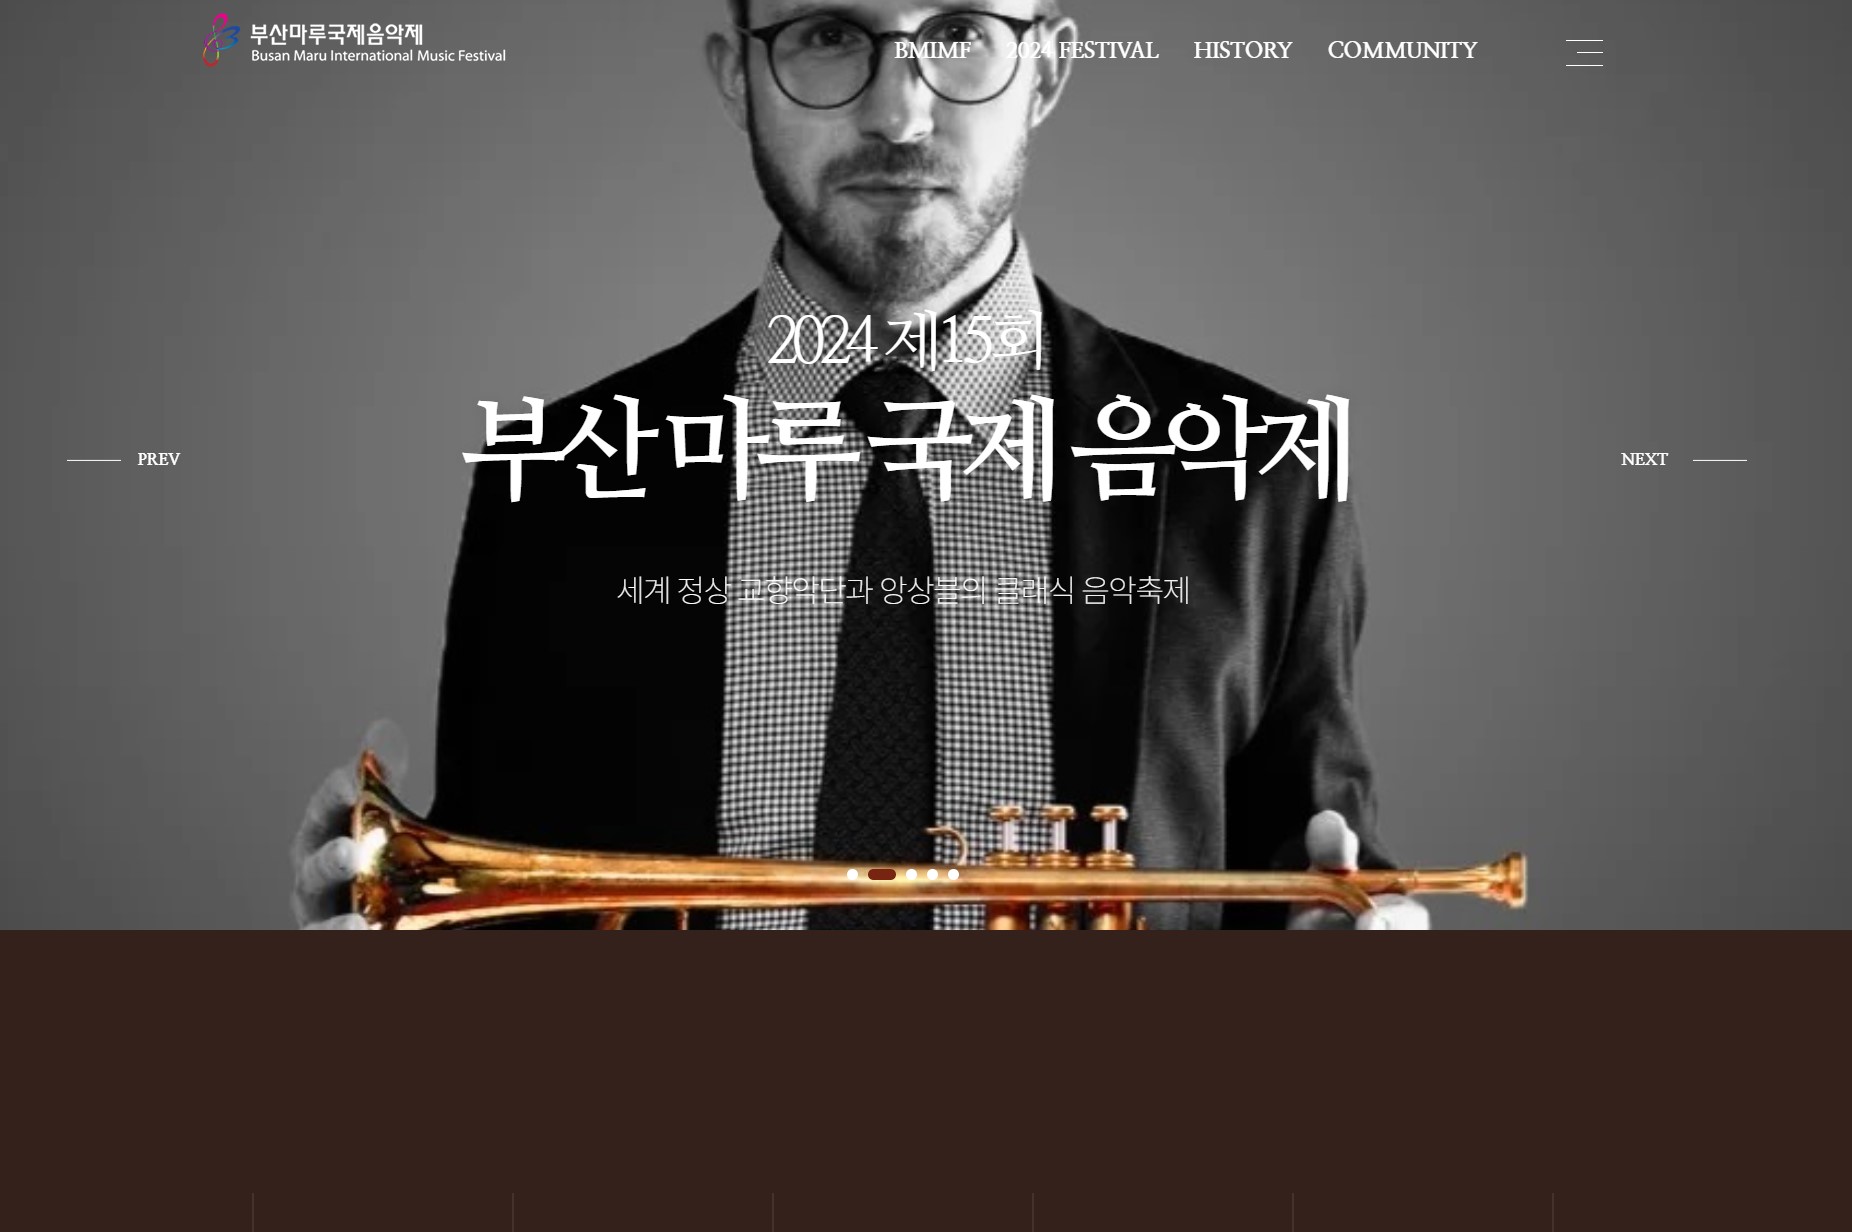 부산마루국제음악제
Busan Maru International Music Festival
BMIMF
2024 FESTIVAL
HISTORY
COMMUNITY
2024 제15회
부산마루국제음악제
PREV
NEXT
세계 정상 교향악단과 앙상블의 클래식 음악축제